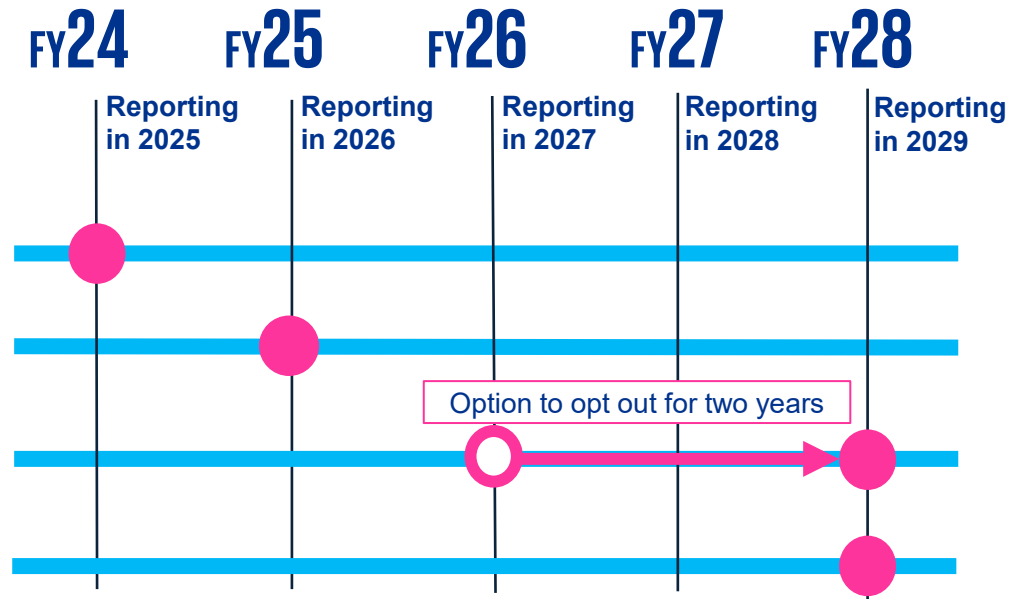 FY24 FY25 FY26 FY27 FY28
Reporting in 2025
Reporting in 2026
Reporting in 2027
Reporting in 2028
Reporting in 2029
Option to opt out for two years